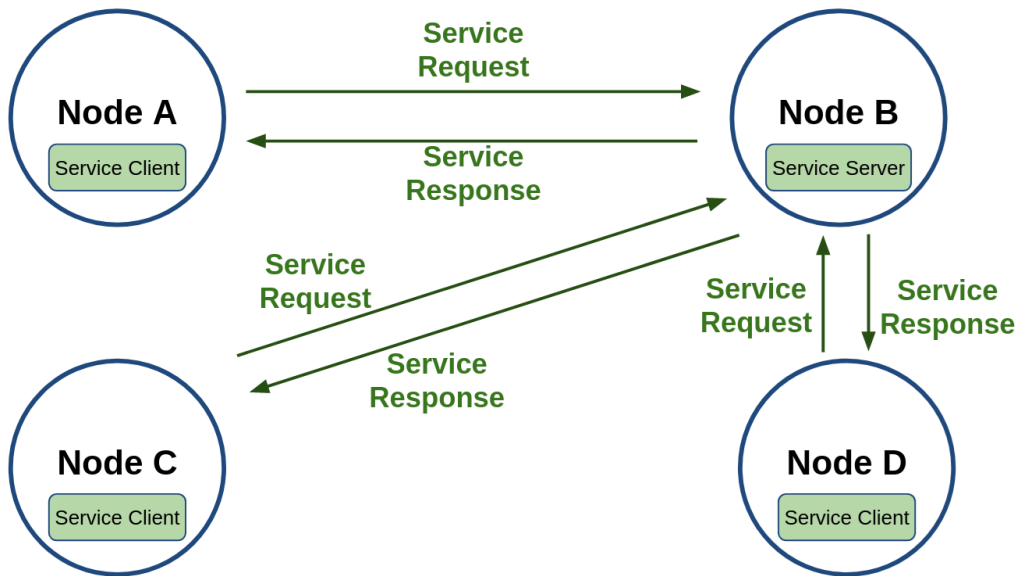 Service
Request
Node A
Node B
Service Client
Service
Response
Service Server
Service
Request
Service
Request
Service
Response
Service
Response
Node C
Node D
Service Client
Service Client